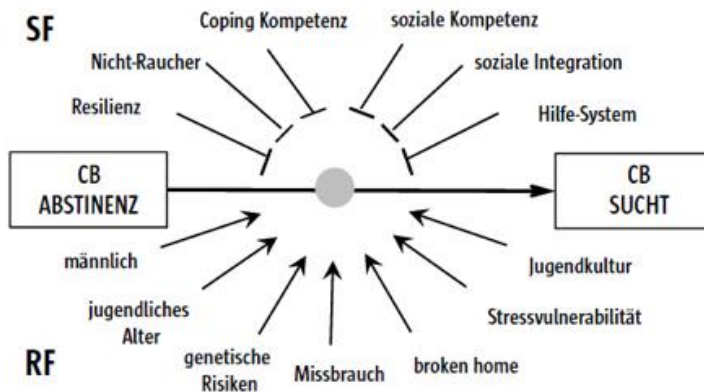 SF
Coping Kompetenz
soziale Kompetenz
Nicht-Raucher
soziale Integration
Resilienz
Hilfe-System
CB
ABSTINENZ
CB
SUCHT
männlich
Jugendkultur
jugendliches
Alter
Stressvulnerabilität
genetische
Risiken
Missbrauch
broken home
RF